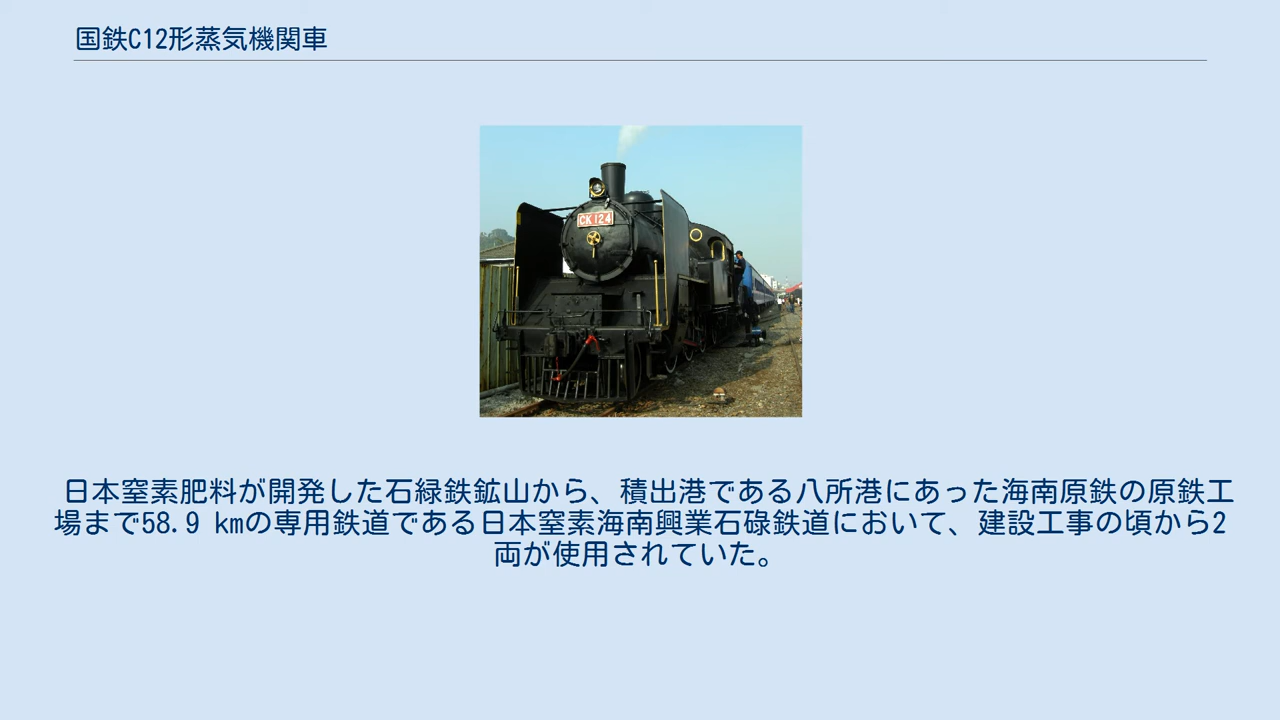 国鉄C12形蒸気機関車
CK124
日本窒素肥料が開発した石緑鉄鉱山から、積出港である八所港にあった海南原鉄の原鉄工
場まで58.9 kmの専用鉄道である日本窒素海南興業石碌鉄道において、建設工事の頃から2
両が使用されていた。